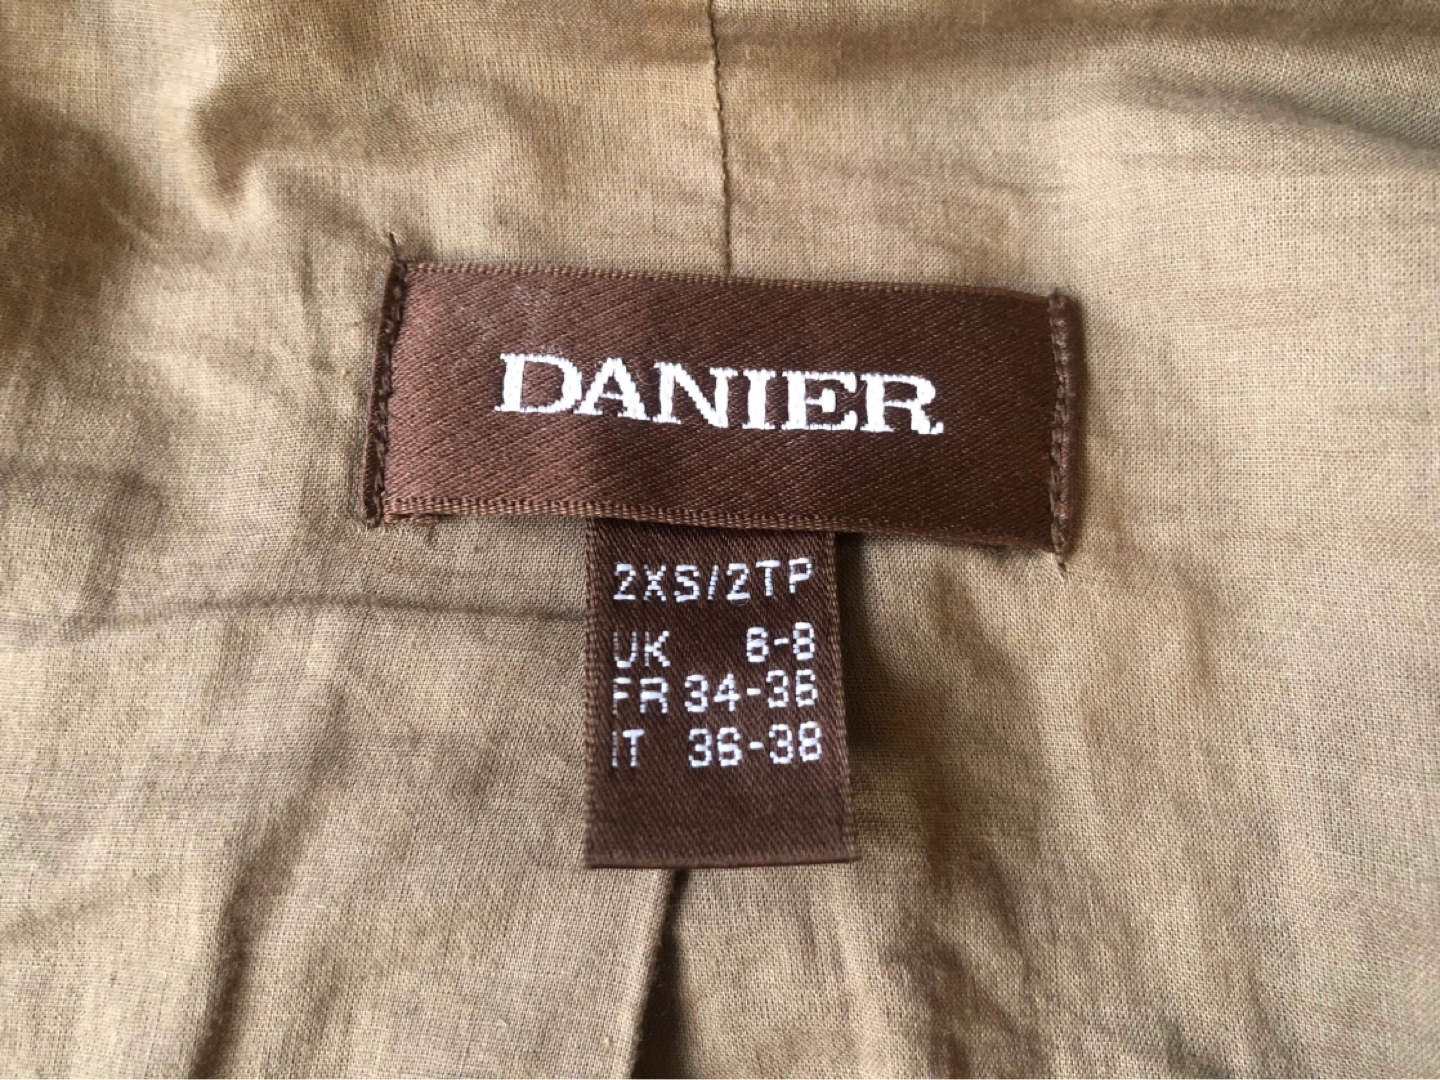 DANIER
2XS/2TP
UK 6-8
FR 34-36
IT 36-38